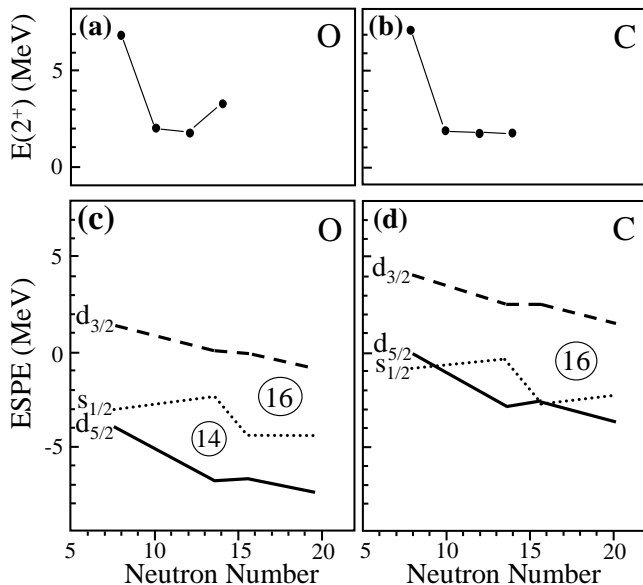 (a)
O
(b)
C
E(2⁺) (MeV)
5
0
(c)
O
(d)
C
ESPE (MeV)
5
0
-5
d3/2
s1/2
d5/2
16
14
d3/2
d5/2
s1/2
16
5 10 15 20
5 10 15 20
Neutron Number
Neutron Number